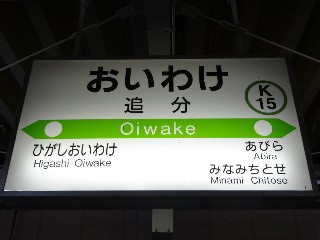 おいわけ
追分
K
15
Oiwake
ひがしおいわけ
Higashi-Oiwake
あびら
Abira
みなみちとせ
Minami-Chitose